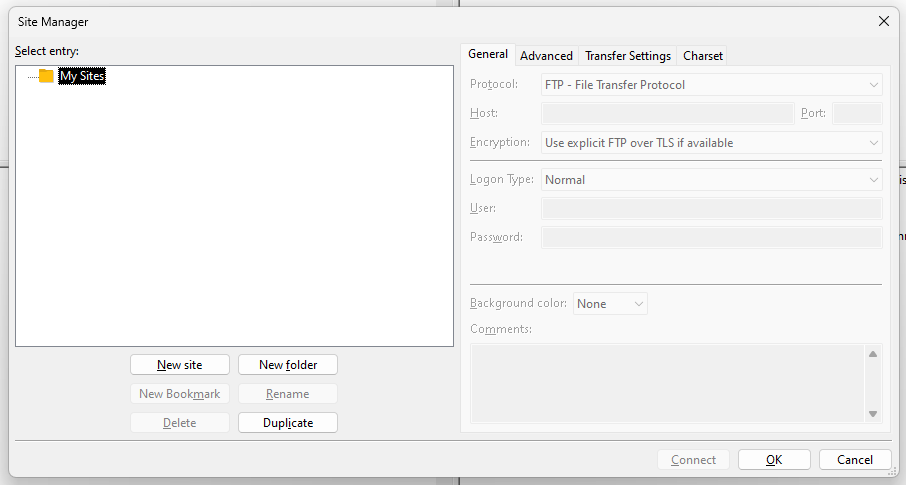 Site Manager
Select entry:
My Sites
New site
New folder
New Bookmark
Rename
Delete
Duplicate
General
Advanced
Transfer Settings
Charset
Protocol:
FTP - File Transfer Protocol
Host:
Port:
Encryption:
Use explicit FTP over TLS if available
Logon Type:
Normal
User:
Password:
Background color:
None
Comments:
Connect
OK
Cancel